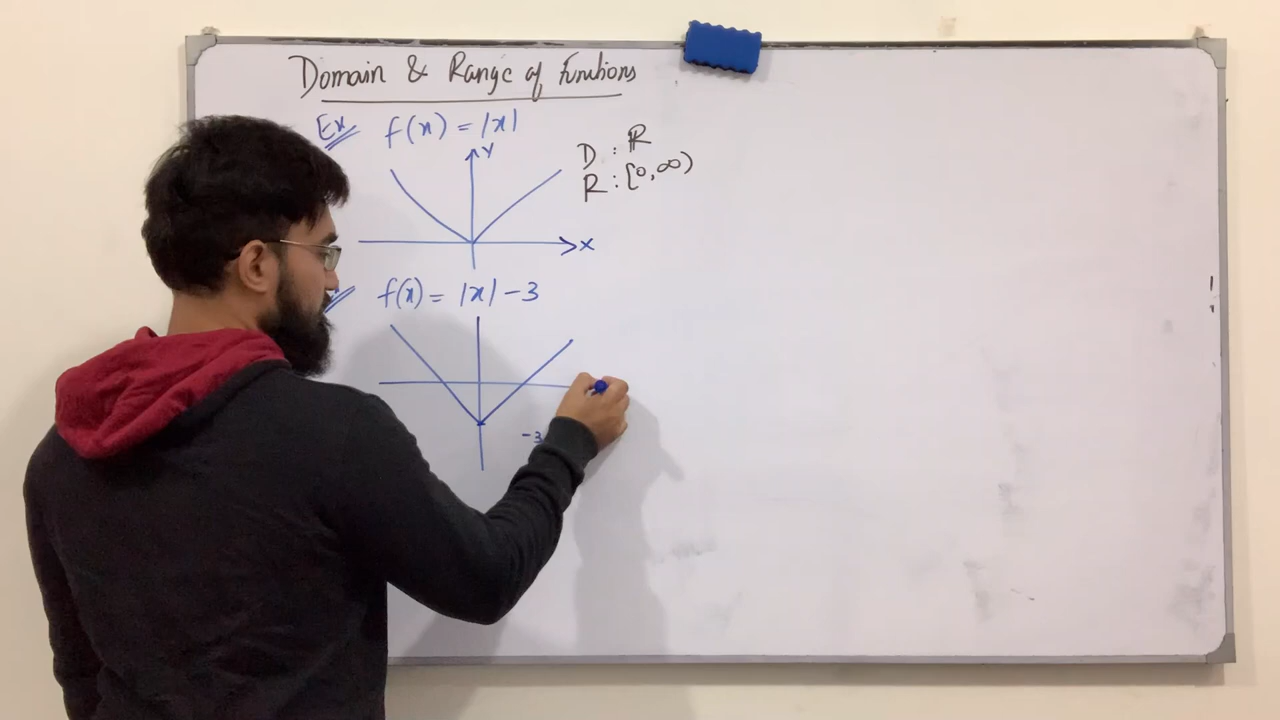 Domain & Range of Functions
Ex f(x) = |x|
Y
D : ℝ
R : [0, ∞)
X
f(x) = |x| - 3
-3